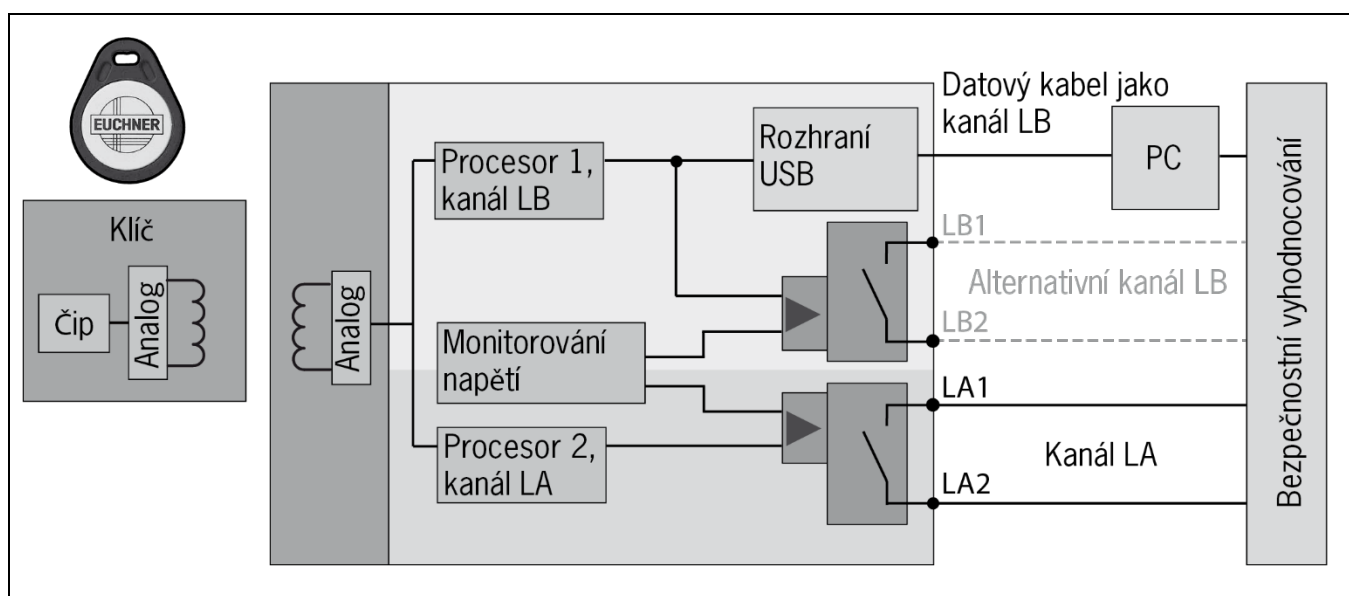 EUCHNER
Klíč
Čip
Analog
Analog
Procesor 1,
kanál LB
Monitorování
napětí
Procesor 2,
kanál LA
Rozhraní
USB
Datový kabel jako
kanál LB
PC
LB1
Alternativní kanál LB
LB2
LA1
Kanál LA
LA2
Bezpečnostní vyhodnocování